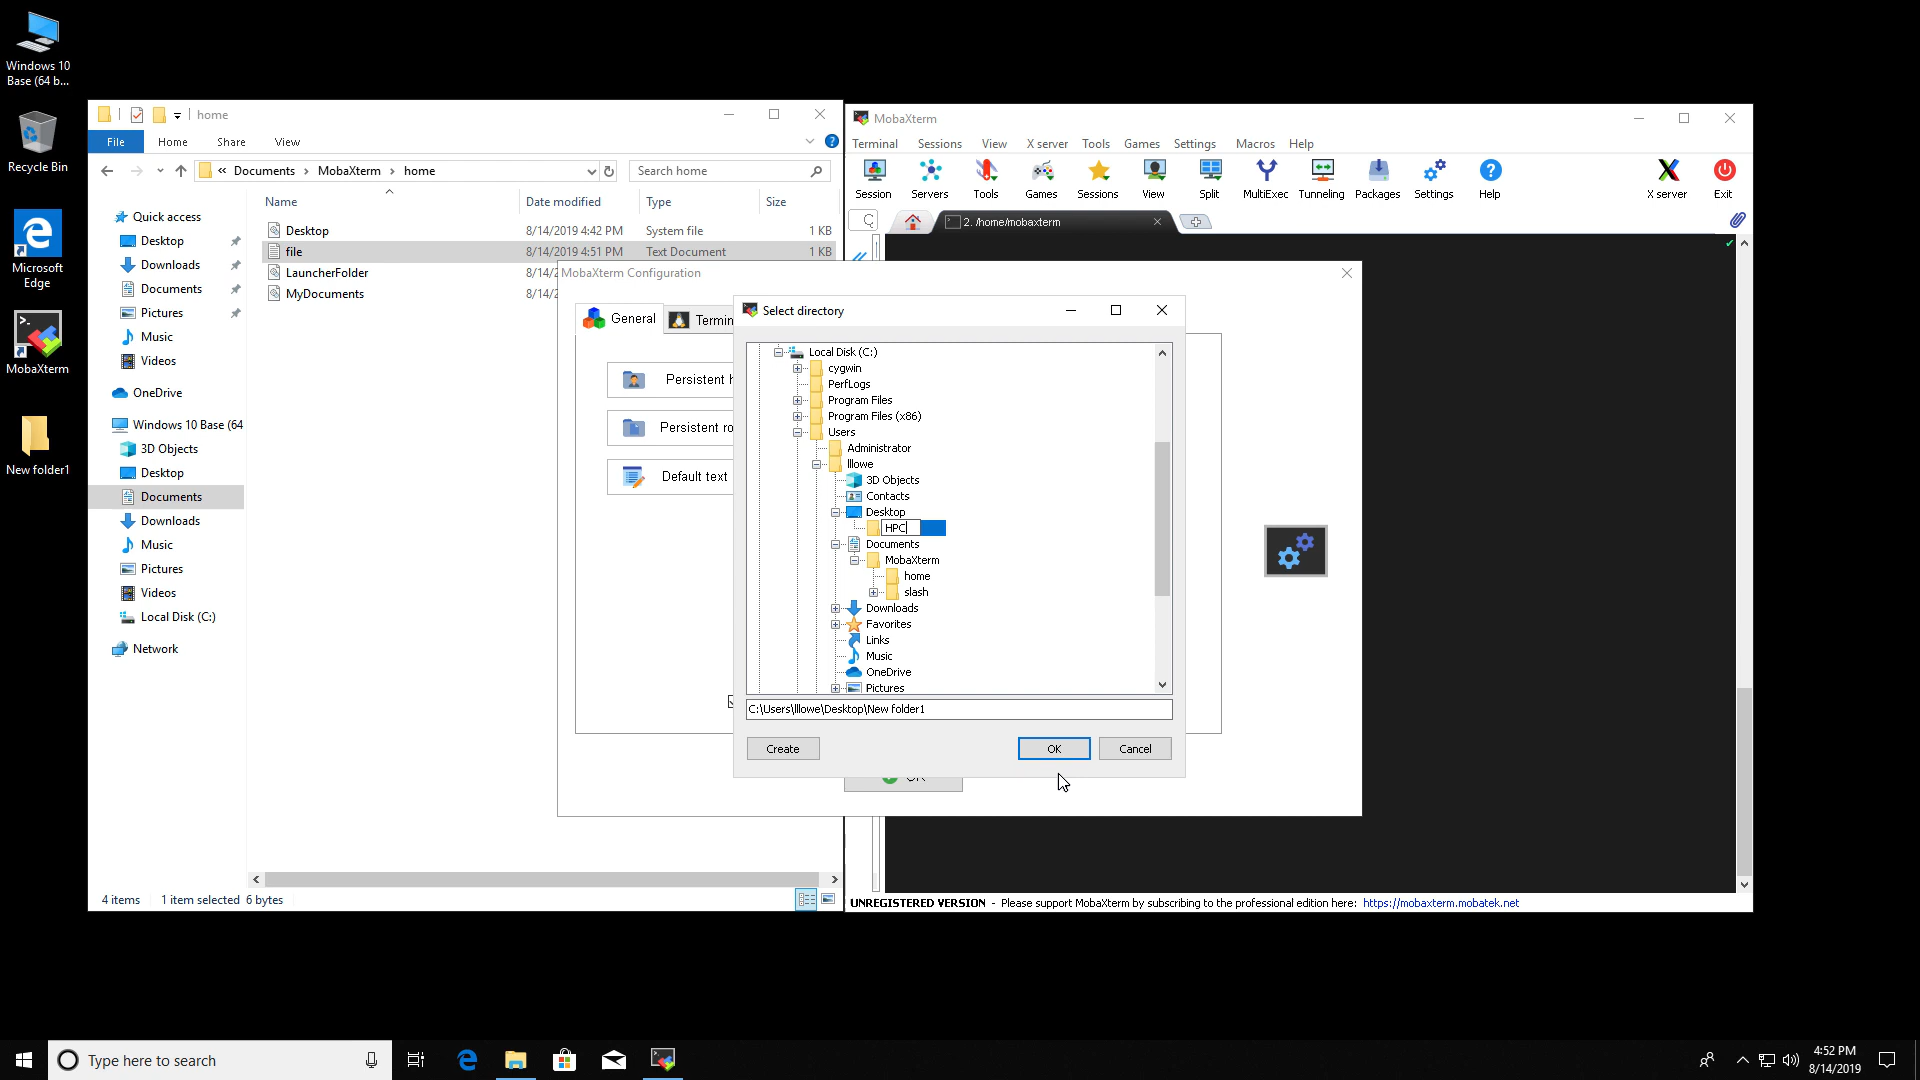 Windows 10
Base (64 b...
Recycle Bin
Microsoft
Edge
MobaXterm
New folder1
home
File
Home
Share
View
« Documents › MobaXterm › home
Search home
Quick access
Desktop
Downloads
Documents
Pictures
Music
Videos
OneDrive
Windows 10 Base (64
3D Objects
Desktop
Documents
Downloads
Music
Pictures
Videos
Local Disk (C:)
Network
Name
Date modified
Type
Size
Desktop 8/14/2019 4:42 PM System file 1 KB
file 8/14/2019 4:51 PM Text Document 1 KB
LauncherFolder 8/14/2
MyDocuments 8/14/2
4 items 1 item selected 6 bytes
MobaXterm
Terminal Sessions View X server Tools Games Settings Macros Help
Session Servers Tools Games Sessions View Split MultiExec Tunneling Packages Settings Help X server Exit
2. /home/mobaxterm
UNREGISTERED VERSION - Please support MobaXterm by subscribing to the professional edition here: https://mobaxterm.mobatek.net
MobaXterm Configuration
General
Termin
Persistent h
Persistent ro
Default text
OK
Select directory
Local Disk (C:)
cygwin
PerfLogs
Program Files
Program Files (x86)
Users
Administrator
lllowe
3D Objects
Contacts
Desktop
HPC
Documents
MobaXterm
home
slash
Downloads
Favorites
Links
Music
OneDrive
Pictures
C:\Users\lllowe\Desktop\New folder1
Create
OK
Cancel
Type here to search
4:52 PM
8/14/2019